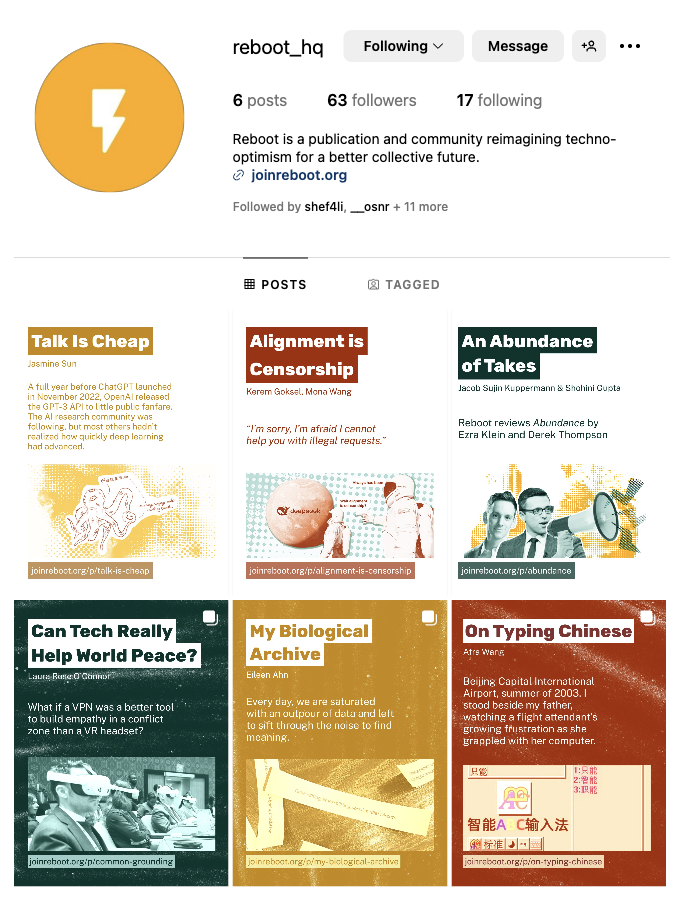 reboot_hq Following Message
6 posts 63 followers 17 following
Reboot is a publication and community reimagining techno-
optimism for a better collective future.
joinreboot.org
Followed by shef4li, __osnr + 11 more
POSTS TAGGED
Talk Is Cheap
Jasmine Sun
A full year before ChatGPT launched
in November 2022, OpenAI released
the GPT-3 API to little public fanfare.
The AI research community was
following, but most others hadn't
realized how quickly deep learning
had advanced.
joinreboot.org/p/talk-is-cheap
Alignment is
Censorship
Kerem Goksel, Mona Wang
"I'm sorry, I'm afraid I cannot
help you with illegal requests."
Always has been
deepseek
joinreboot.org/p/alignment-is-censorship
An Abundance
of Takes
Jacob Sujin Kuppermann & Shohini Gupta
Reboot reviews Abundance by
Ezra Klein and Derek Thompson
joinreboot.org/p/abundance
Can Tech Really
Help World Peace?
Laura Rose O'Connor
What if a VPN was a better tool
to build empathy in a conflict
zone than a VR headset?
joinreboot.org/p/common-grounding
My Biological
Archive
Eileen Ahn
Every day, we are saturated
with an outpour of data and left
to sift through the noise to find
meaning.
joinreboot.org/p/my-biological-archive
On Typing Chinese
Afra Wang
Beijing Capital International
Airport, summer of 2003. I
stood beside my father,
watching a flight attendant's
growing frustration as she
grappled with her computer.
只能
1:只能
2:智能
3:职能
智能ABC输入法
标准
joinreboot.org/p/on-typing-chinese